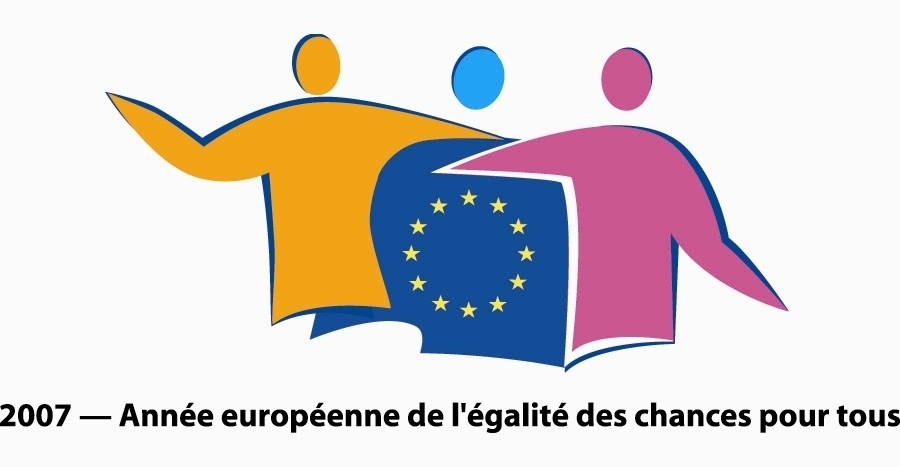 2007 — Année européenne de l'égalité des chances pour tous